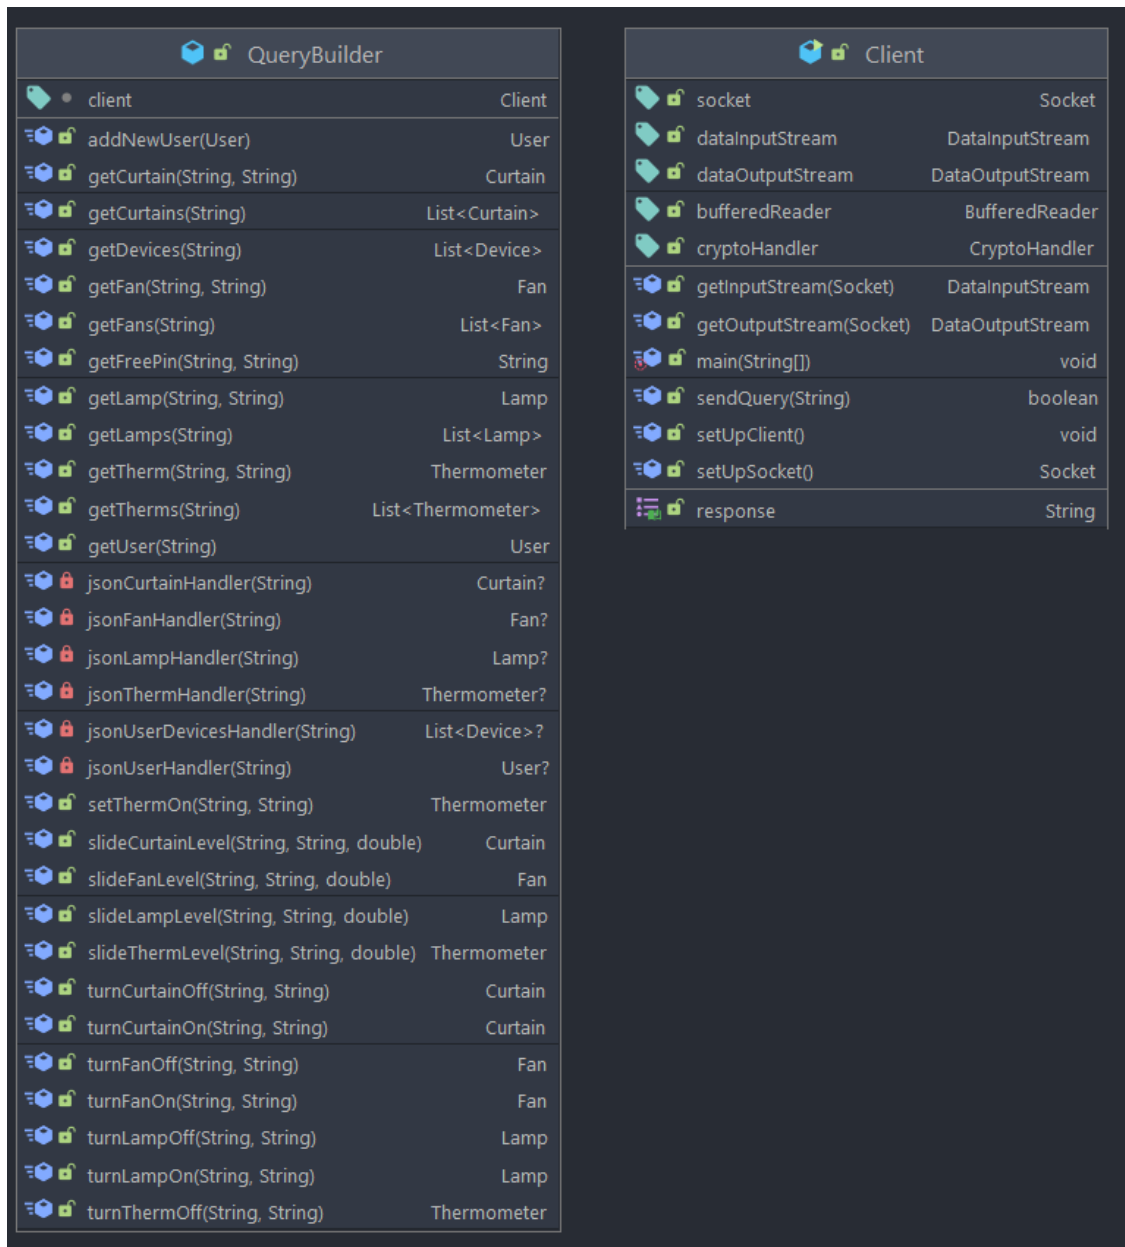 QueryBuilder
client Client
addNewUser(User) User
getCurtain(String, String) Curtain
getCurtains(String) List<Curtain>
getDevices(String) List<Device>
getFan(String, String) Fan
getFans(String) List<Fan>
getFreePin(String, String) String
getLamp(String, String) Lamp
getLamps(String) List<Lamp>
getTherm(String, String) Thermometer
getTherms(String) List<Thermometer>
getUser(String) User
jsonCurtainHandler(String) Curtain?
jsonFanHandler(String) Fan?
jsonLampHandler(String) Lamp?
jsonThermHandler(String) Thermometer?
jsonUserDevicesHandler(String) List<Device>?
jsonUserHandler(String) User?
setThermOn(String, String) Thermometer
slideCurtainLevel(String, String, double) Curtain
slideFanLevel(String, String, double) Fan
slideLampLevel(String, String, double) Lamp
slideThermLevel(String, String, double) Thermometer
turnCurtainOff(String, String) Curtain
turnCurtainOn(String, String) Curtain
turnFanOff(String, String) Fan
turnFanOn(String, String) Fan
turnLampOff(String, String) Lamp
turnLampOn(String, String) Lamp
turnThermOff(String, String) Thermometer
Client
socket Socket
dataInputStream DataInputStream
dataOutputStream DataOutputStream
bufferedReader BufferedReader
cryptoHandler CryptoHandler
getInputStream(Socket) DataInputStream
getOutputStream(Socket) DataOutputStream
main(String[]) void
sendQuery(String) boolean
setUpClient() void
setUpSocket() Socket
response String